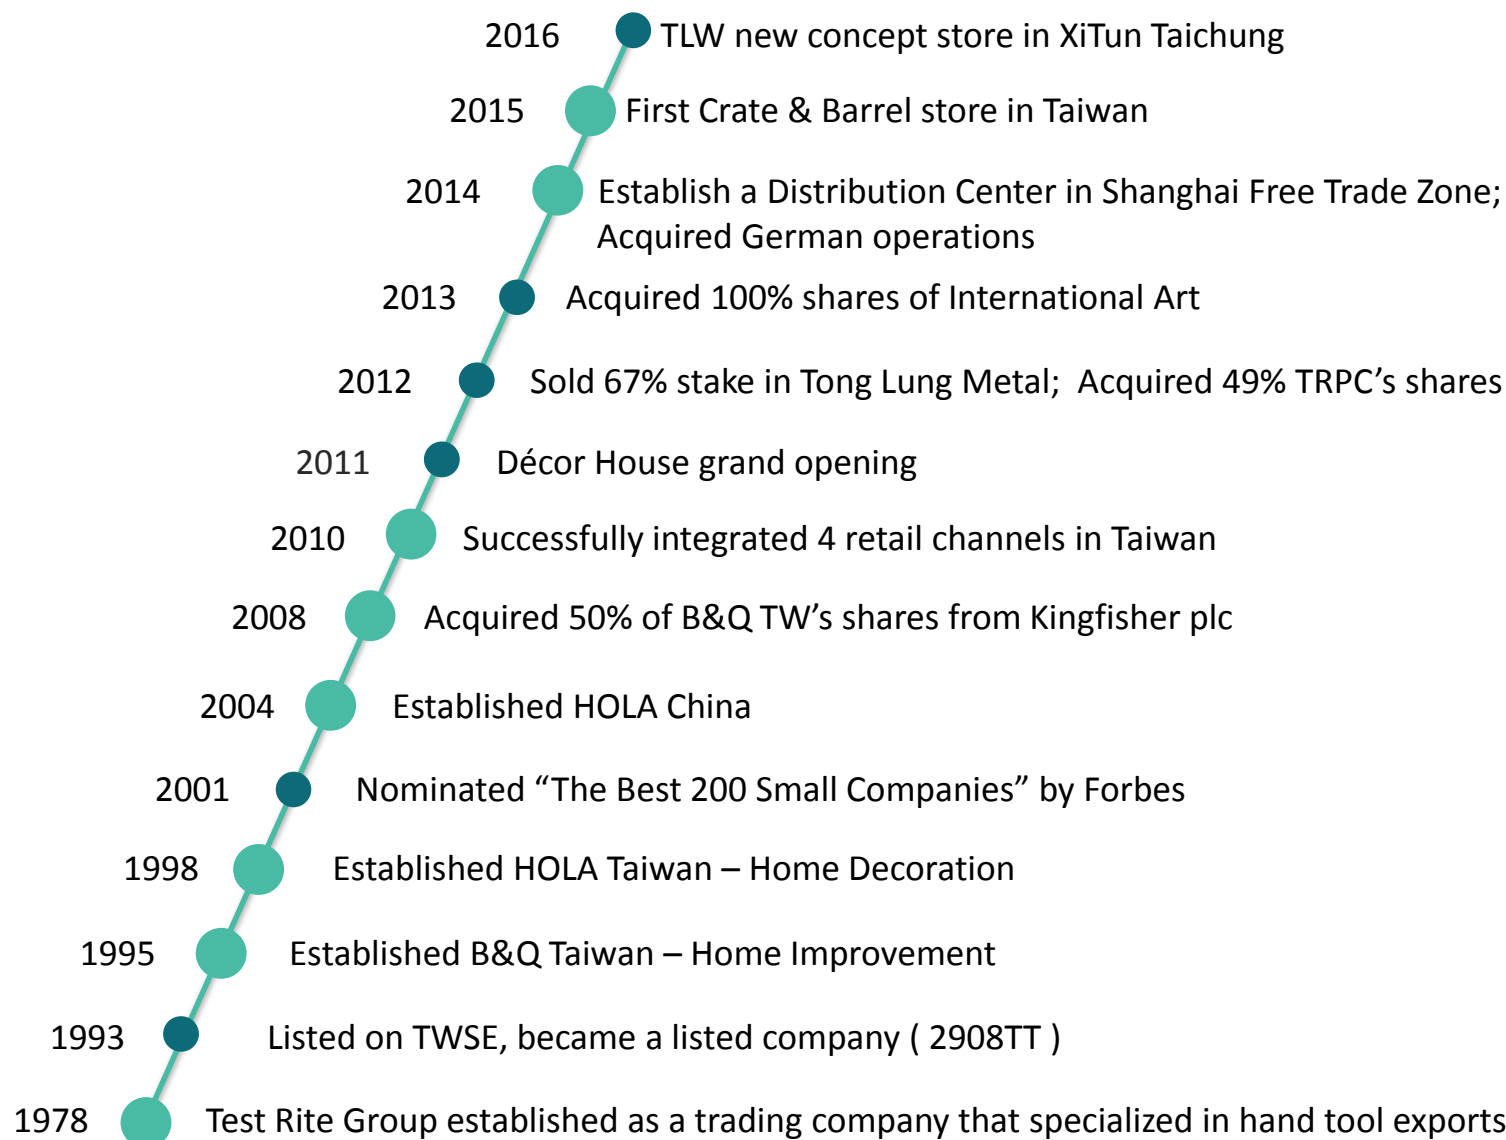 2016 TLW new concept store in XiTun Taichung
2015 First Crate & Barrel store in Taiwan
2014 Establish a Distribution Center in Shanghai Free Trade Zone;
Acquired German operations
2013 Acquired 100% shares of International Art
2012 Sold 67% stake in Tong Lung Metal;  Acquired 49% TRPC’s shares
2011 Décor House grand opening
2010 Successfully integrated 4 retail channels in Taiwan
2008 Acquired 50% of B&Q TW’s shares from Kingfisher plc
2004 Established HOLA China
2001 Nominated “The Best 200 Small Companies” by Forbes
1998 Established HOLA Taiwan – Home Decoration
1995 Established B&Q Taiwan – Home Improvement
1993 Listed on TWSE, became a listed company ( 2908TT )
1978 Test Rite Group established as a trading company that specialized in hand tool exports